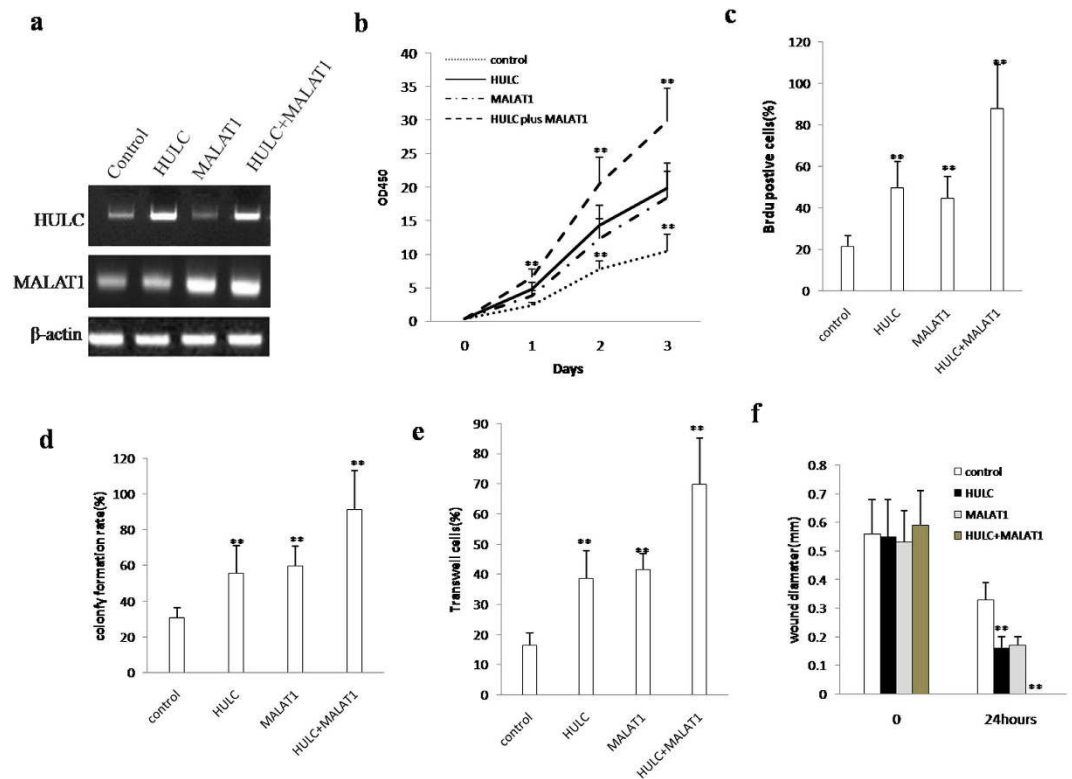 a
Control
HULC
MALAT1
HULC+MALAT1
HULC
MALAT1
β-actin
b
control
HULC
MALAT1
HULC plus MALAT1
40
35
30
25
20
15
10
5
0
OD450
**
**
**
**
**
0 1 2 3
Days
c
120
100
80
60
40
20
0
Brdu postive cells(%)
**
**
**
control
HULC
MALAT1
HULC+MALAT1
d
120
100
80
60
40
20
0
colonfy formation rate(%)
**
**
**
control
HULC
MALAT1
HULC+MALAT1
e
90
80
70
60
50
40
30
20
10
0
Transwell cells(%)
**
**
**
control
HULC
MALAT1
HULC+MALAT1
f
control
HULC
MALAT1
HULC+MALAT1
0.8
0.7
0.6
0.5
0.4
0.3
0.2
0.1
0
wound diamater(mm)
**
**
0 24hours